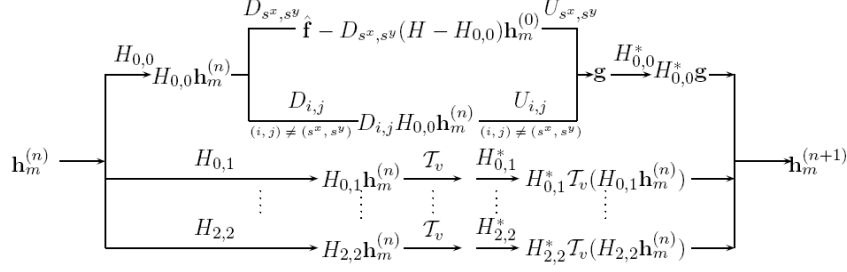 D_{s^x,s^y} \hat{\mathbf{f}} − D_{s^x,s^y}(H − H_{0,0})\mathbf{h}_m^{(0)} U_{s^x,s^y}
H_{0,0} H_{0,0}\mathbf{h}_m^{(n)} \mathbf{g} H_{0,0}^* H_{0,0}^*\mathbf{g}
D_{i,j} U_{i,j}
(i, j) ≠ (s^x, s^y) D_{i,j}H_{0,0}\mathbf{h}_m^{(n)} (i, j) ≠ (s^x, s^y)
\mathbf{h}_m^{(n)} \mathbf{h}_m^{(n+1)}
H_{0,1} H_{0,1}\mathbf{h}_m^{(n)} \mathcal{T}_v H_{0,1}^* H_{0,1}^*\mathcal{T}_v(H_{0,1}\mathbf{h}_m^{(n)})
⋮ ⋮ ⋮ ⋮ ⋮
H_{2,2} H_{2,2}\mathbf{h}_m^{(n)} \mathcal{T}_v H_{2,2}^* H_{2,2}^*\mathcal{T}_v(H_{2,2}\mathbf{h}_m^{(n)})